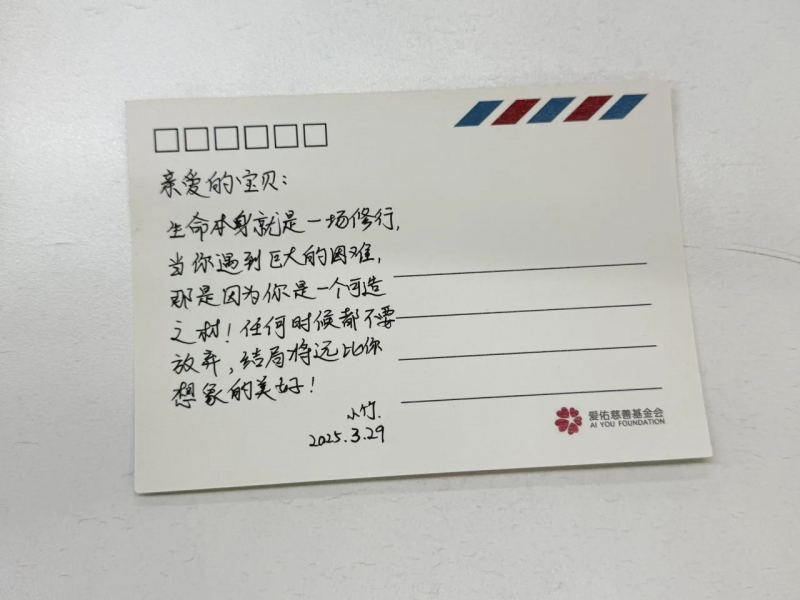 亲爱的宝贝：
生命本身就是一场修行，
当你遇到巨大的困难，
那是因为你是一个可造
之材！任何时候都不要
放弃，结局将远比你
想象的美好！
小竹.
2025.3.29
爱佑慈善基金会
AI YOU FOUNDATION